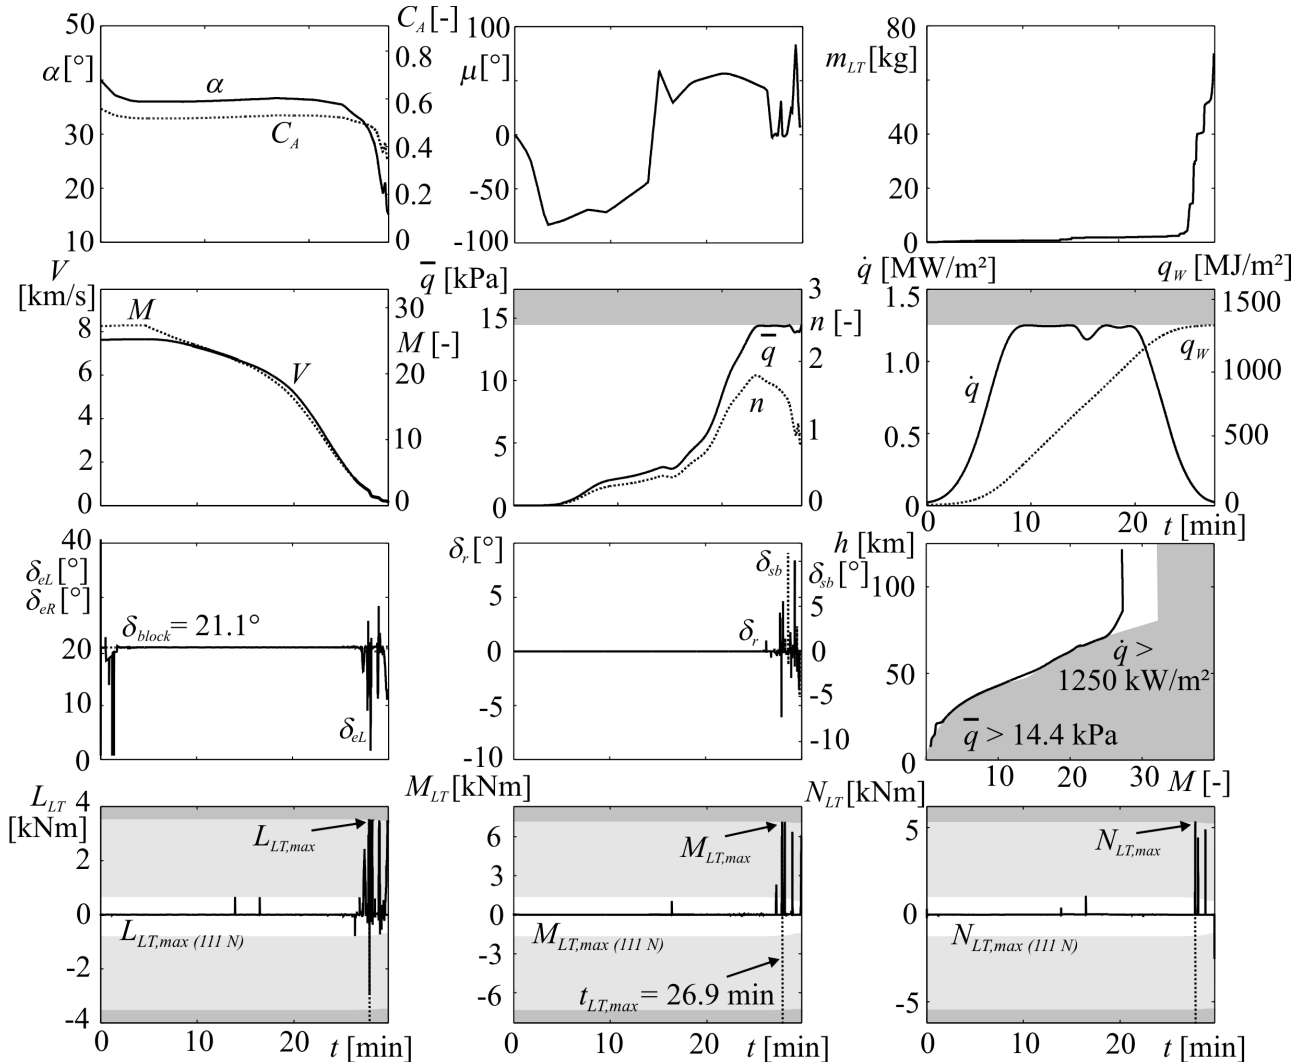 50
α [°]
40
30
20
10
α
C_A
C_A [-]
0.8
0.6
0.4
0.2
0
100
μ [°]
50
0
-50
-100
80
m_LT [kg]
60
40
20
0
V
[km/s]
8
6
4
2
0
M
V
30
M [-]
20
10
0
q̅ [kPa]
15
10
5
0
q̅
n
3
n [-]
2
1
0
q̇ [MW/m²]
1.5
1.0
0.5
0
q̇
q_W
q_W [MJ/m²]
1500
1000
500
0
0 10 20 t [min]
40
δ_eL [°]
δ_eR [°]
20
10
0
δ_block = 21.1°
δ_eL
δ_r [°]
5
0
-5
-10
δ_sb
δ_r
δ_sb [°]
5
0
-5
-10
h [km]
100
50
0
q̇ >
1250 kW/m²
q̅ > 14.4 kPa
10 20 30 M [-]
L_LT
[kNm]
4
2
0
-2
-4
L_LT,max
L_LT,max (111 N)
0 10 20 t [min]
M_LT [kNm]
6
3
0
-3
-6
M_LT,max
M_LT,max (111 N)
t_LT,max = 26.9 min
0 10 20 t [min]
N_LT [kNm]
5
0
-5
N_LT,max
N_LT,max (111 N)
0 10 20 t [min]